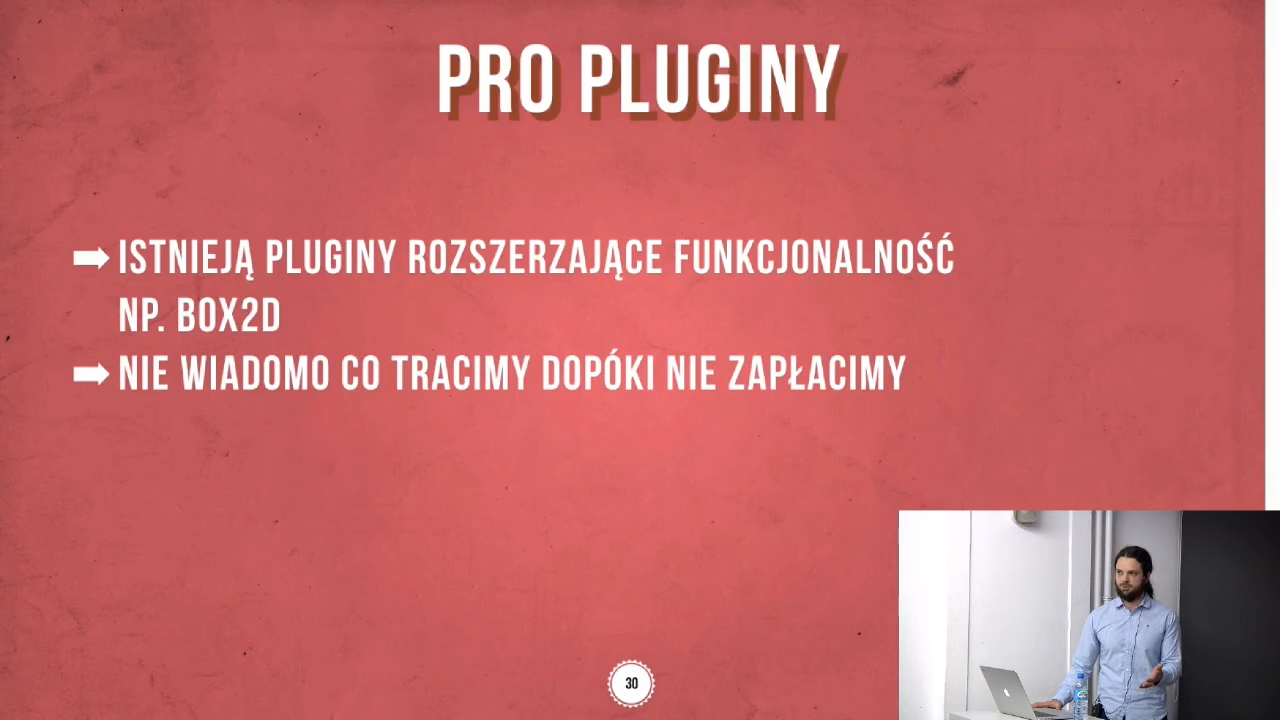 PRO PLUGINY
ISTNIEJĄ PLUGINY ROZSZERZAJĄCE FUNKCJONALNOŚĆ
NP. BOX2D
NIE WIADOMO CO TRACIMY DOPÓKI NIE ZAPŁACIMY
30